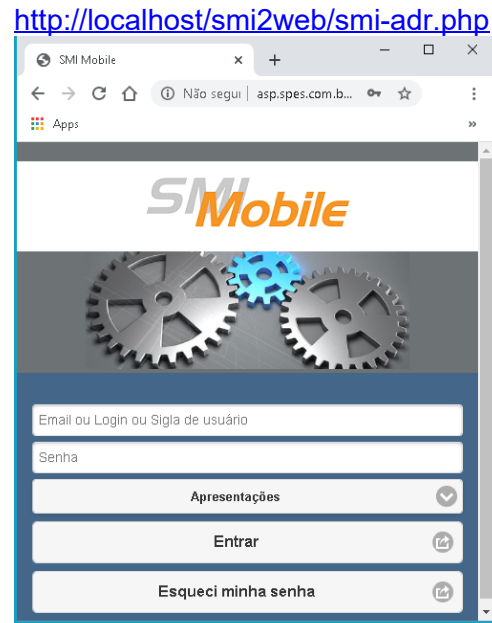 http://localhost/smi2web/smi-adr.php
SMI Mobile
Não segui asp.spes.com.b...
Apps
SMI
Mobile
Email ou Login ou Sigla de usuário
Senha
Apresentações
Entrar
Esqueci minha senha